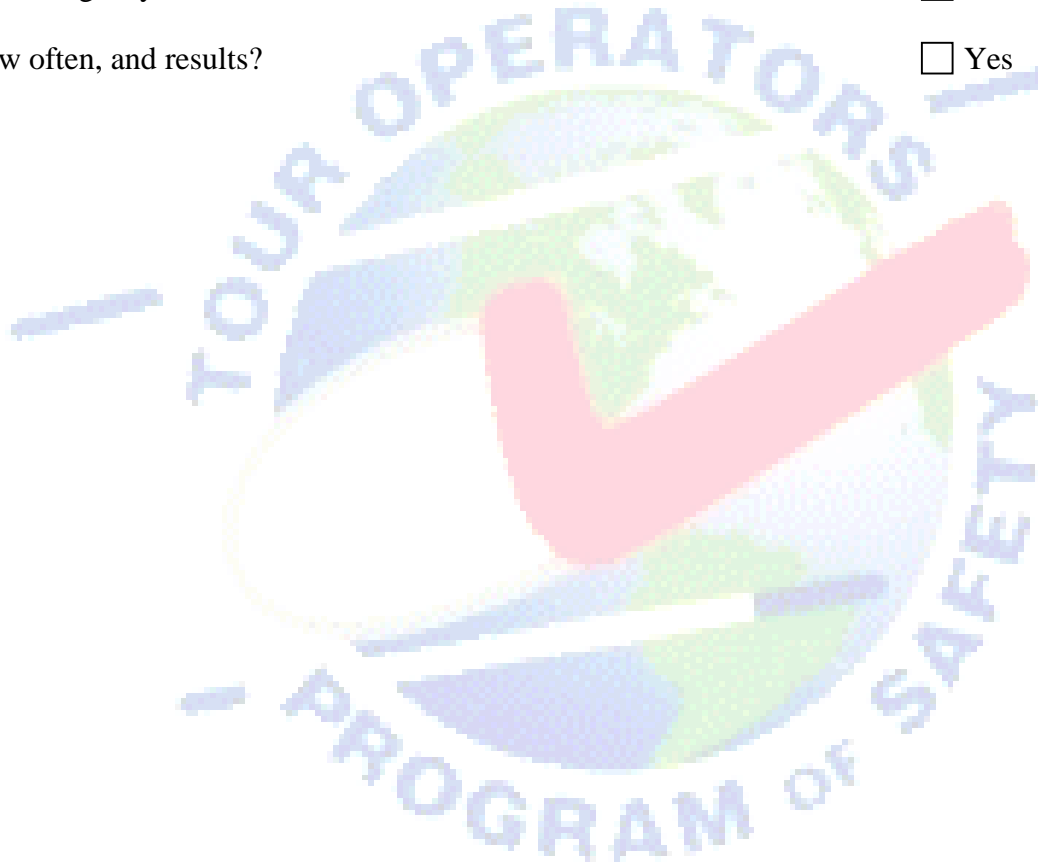 w often, and results? ☐ Yes
TOUR OPERATORS
PROGRAM OF SAFETY